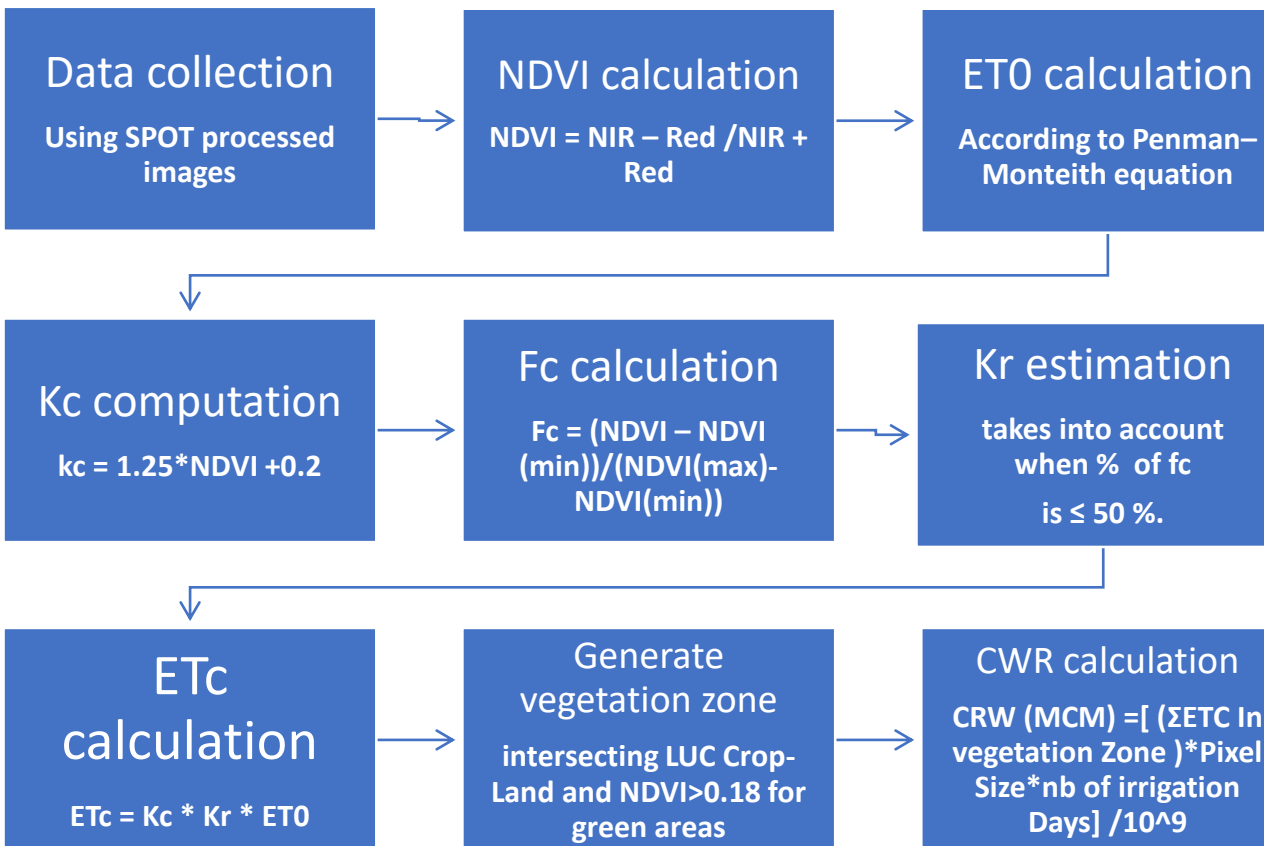 Data collection
Using SPOT processed
images
NDVI calculation
NDVI = NIR – Red /NIR +
Red
ET0 calculation
According to Penman–
Monteith equation
Kc computation
kc = 1.25*NDVI +0.2
Fc calculation
Fc = (NDVI – NDVI
(min))/(NDVI(max)-
NDVI(min))
Kr estimation
takes into account
when % of fc
is ≤ 50 %.
ETc
calculation
ETc = Kc * Kr * ET0
Generate
vegetation zone
intersecting LUC Crop-
Land and NDVI>0.18 for
green areas
CWR calculation
CRW (MCM) =[ (ΣETC In
vegetation Zone )*Pixel
Size*nb of irrigation
Days] /10^9